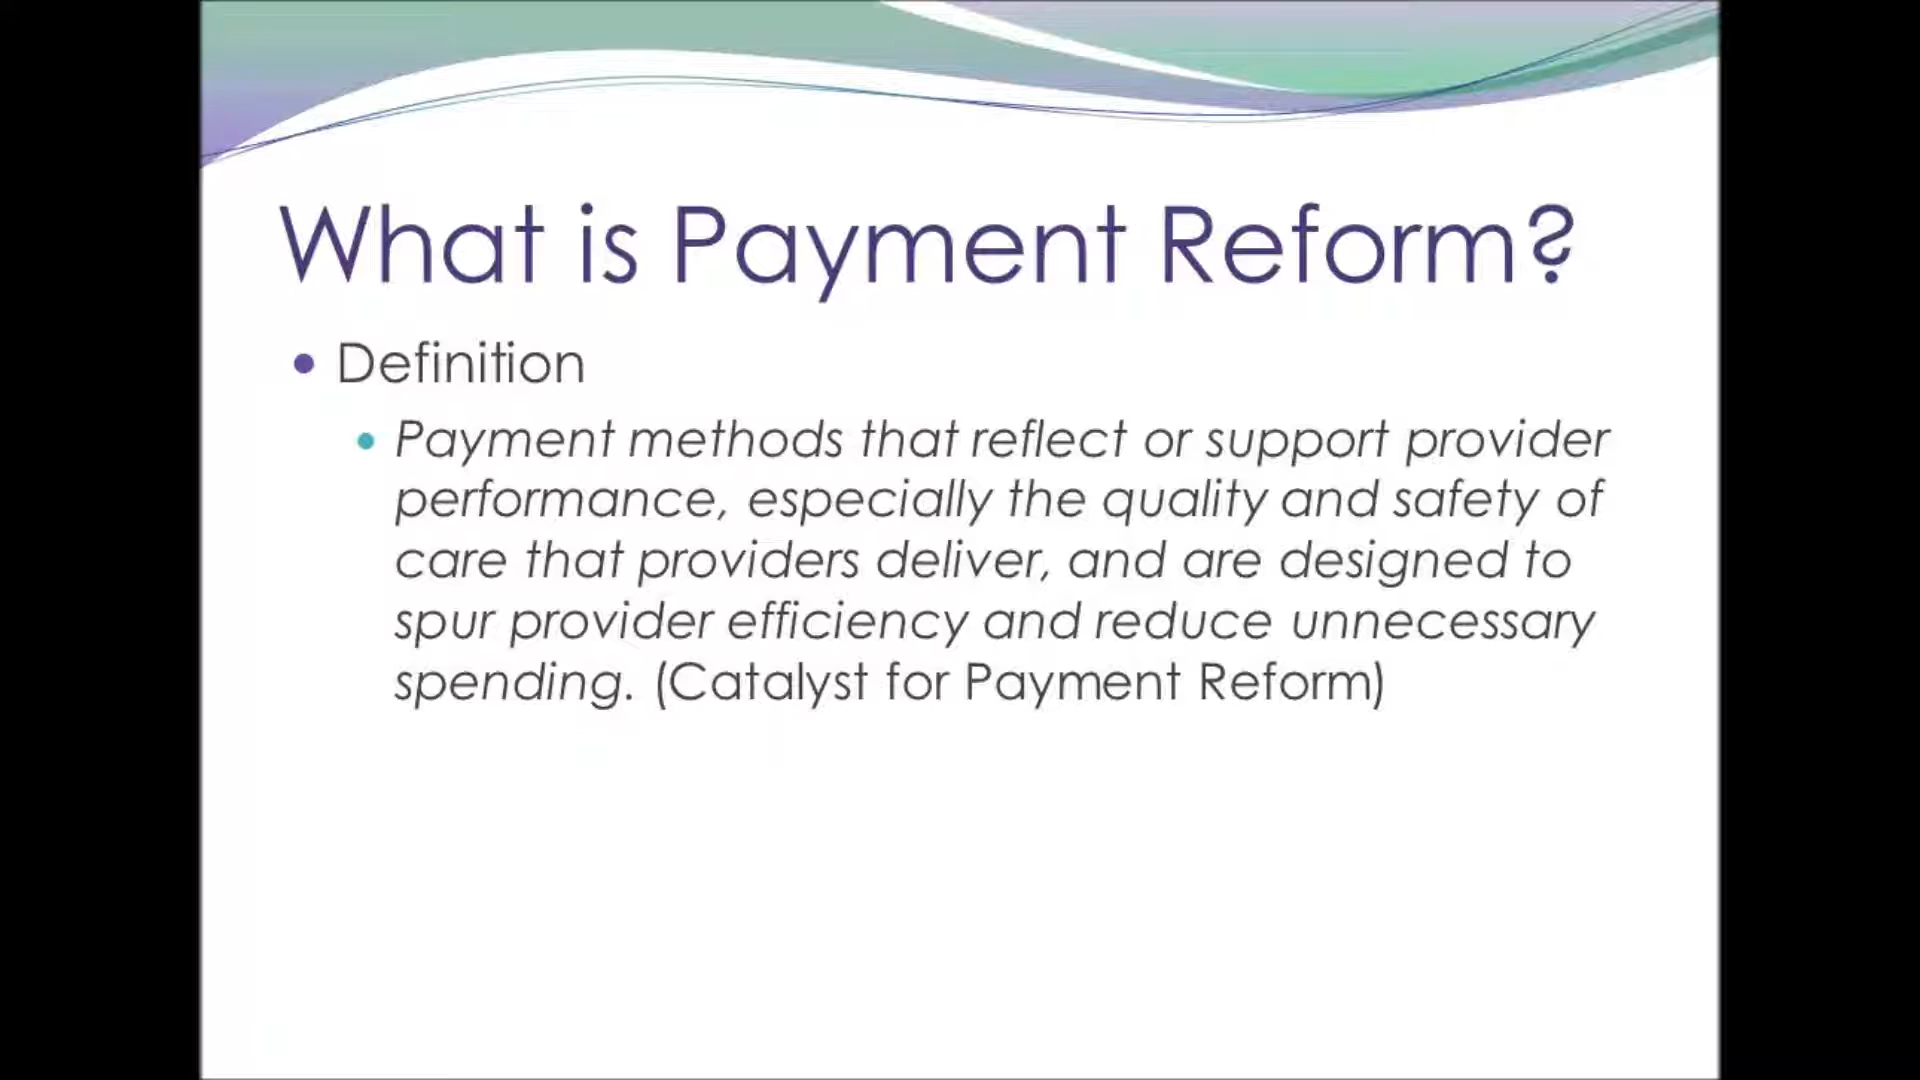 What is Payment Reform?
• Definition
• Payment methods that reflect or support provider
performance, especially the quality and safety of
care that providers deliver, and are designed to
spur provider efficiency and reduce unnecessary
spending. (Catalyst for Payment Reform)